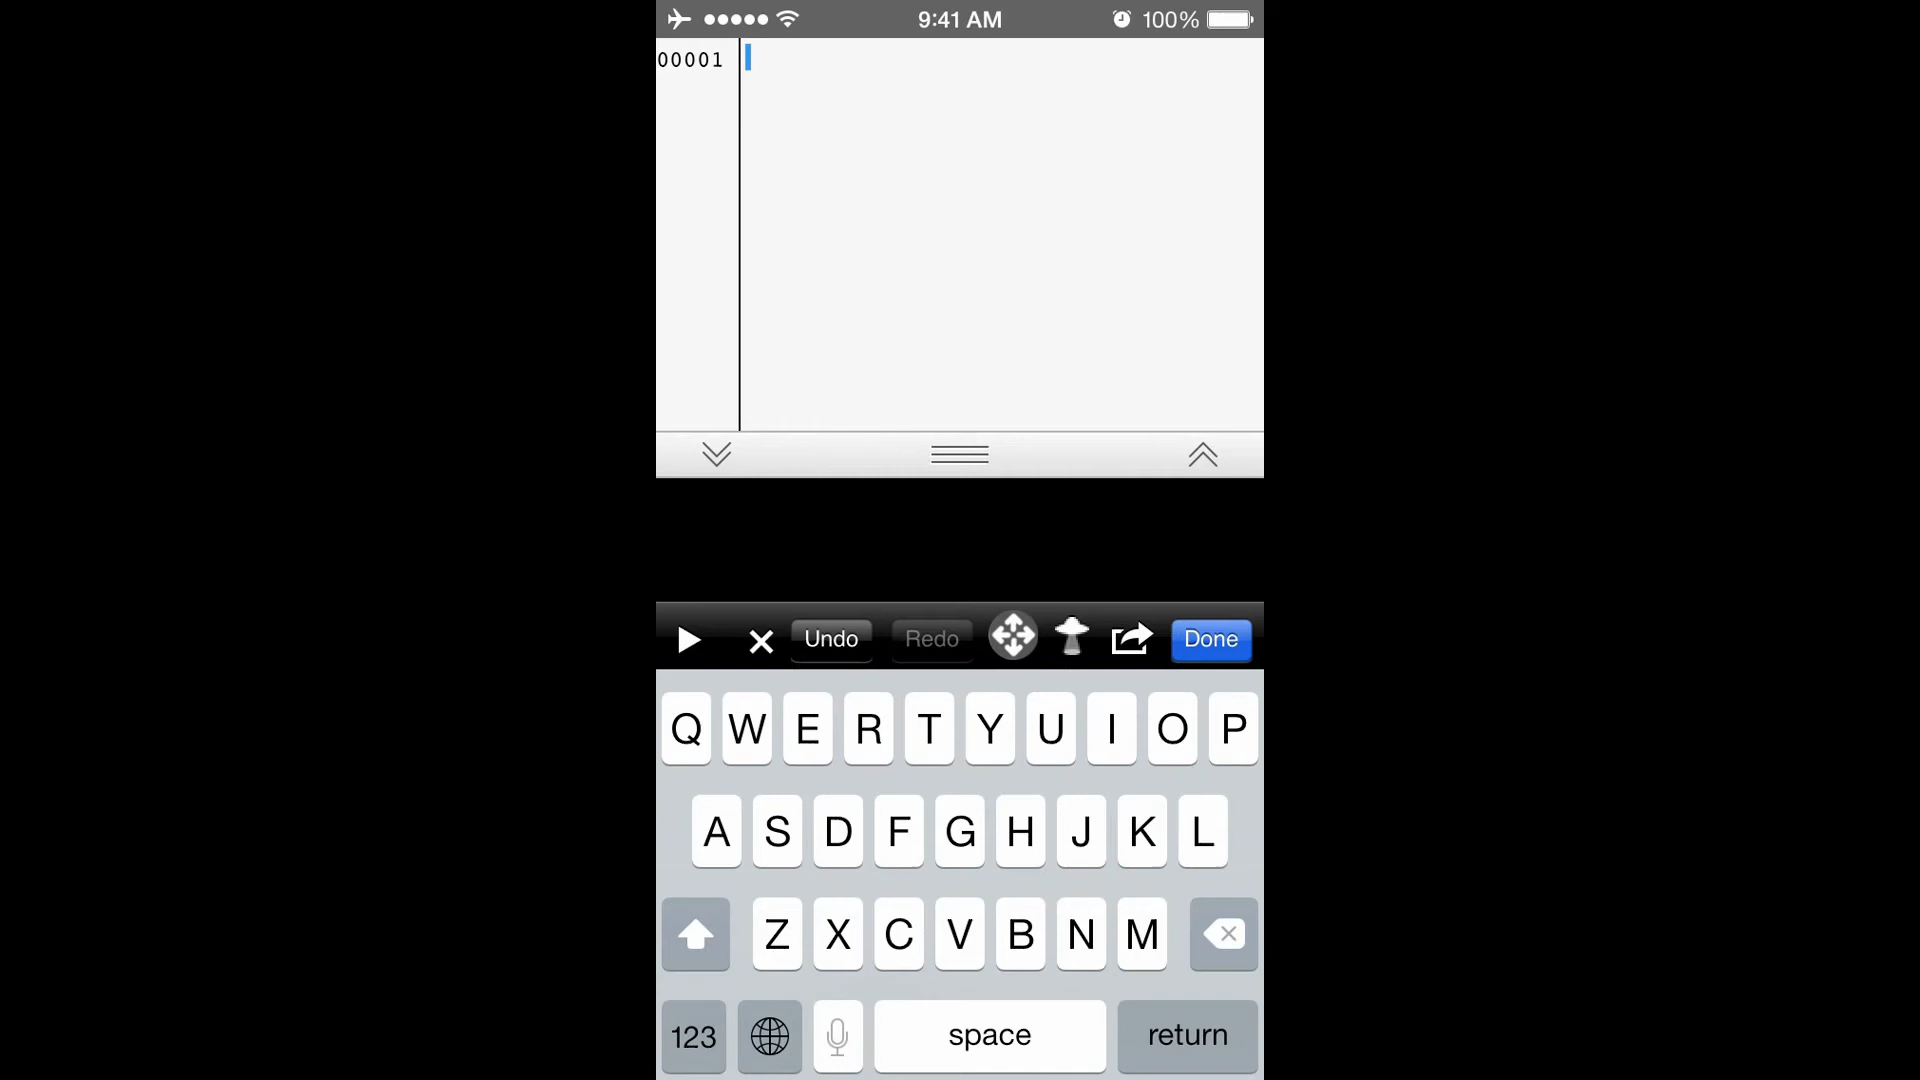 9:41 AM 100%
00001
Undo Redo Done
Q W E R T Y U I O P
A S D F G H J K L
Z X C V B N M
123 space return